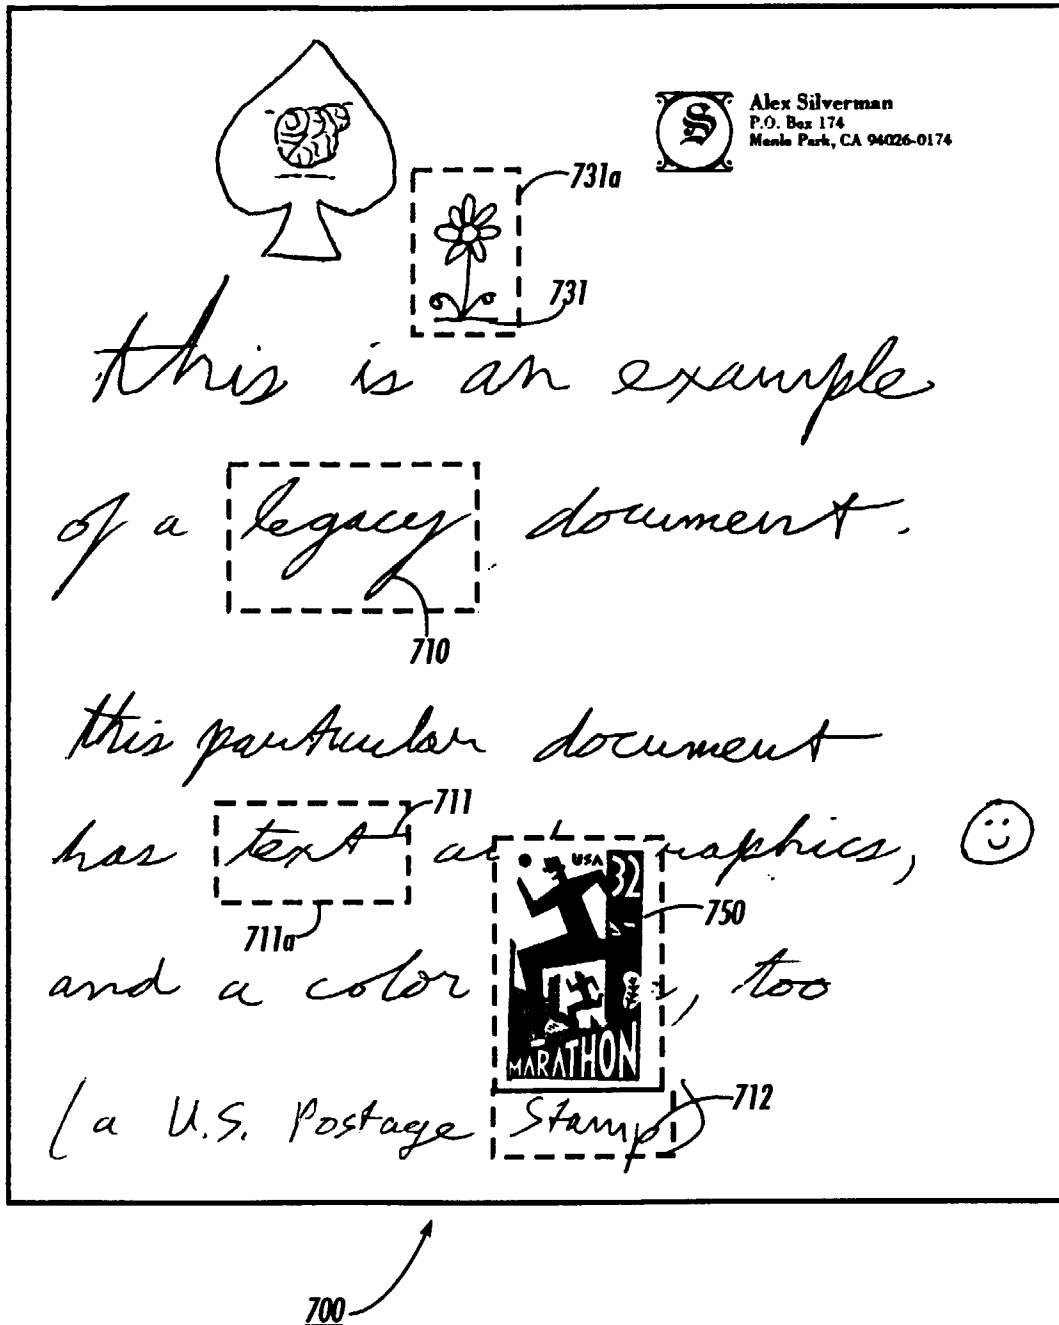 S
Alex Silverman
P.O. Box 174
Menlo Park, CA 94026-0174
731a
731
this is an example
of a legacy document.
710
this particular document
711
has text graphics,
USA 32
750
711a
and a color , too
MARATHON
712
(a U.S. Postage Stamp)
700